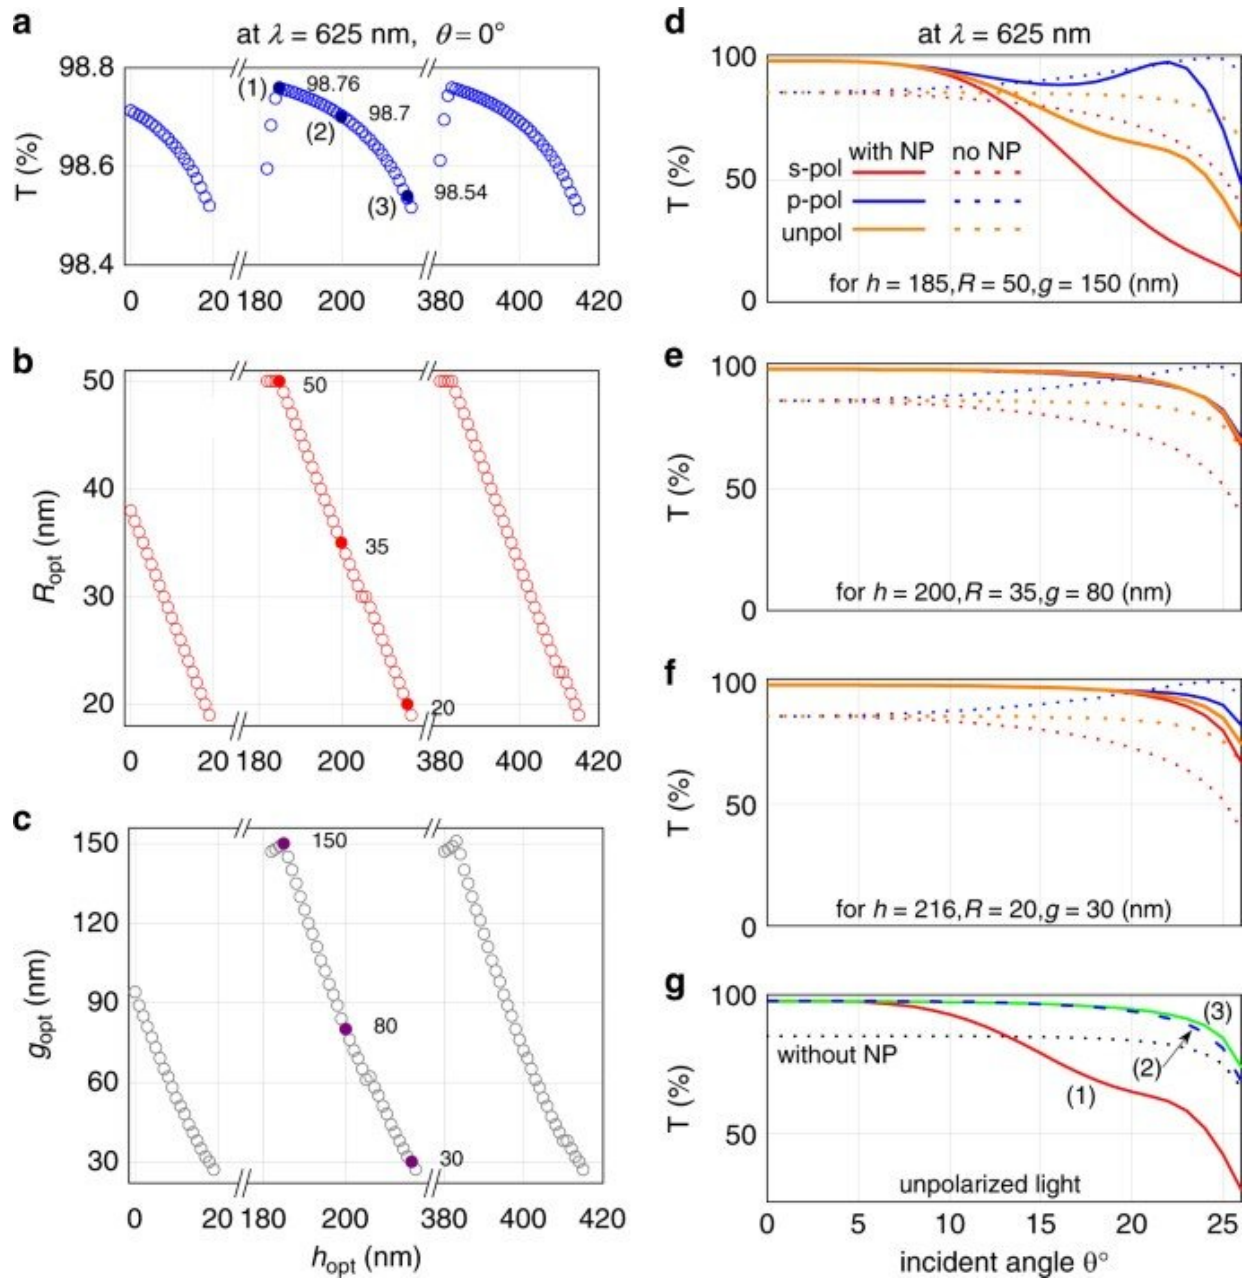 a
at λ = 625 nm, θ = 0°
98.8
98.6
98.4
T (%)
(1)
98.76
98.7
(2)
98.54
(3)
0 20 180 200 380 400 420
b
50
40
30
20
R opt (nm)
50
35
20
0 20 180 200 380 400 420
c
150
120
90
60
30
g opt (nm)
150
80
30
0 20 180 200 380 400 420
h opt (nm)
d
at λ = 625 nm
100
50
0
T (%)
with NP no NP
s-pol
p-pol
unpol
for h = 185, R = 50, g = 150 (nm)
e
100
50
0
T (%)
for h = 200, R = 35, g = 80 (nm)
f
100
50
0
T (%)
for h = 216, R = 20, g = 30 (nm)
g
100
50
T (%)
without NP
(3)
(2)
(1)
unpolarized light
0 5 10 15 20 25
incident angle θ°